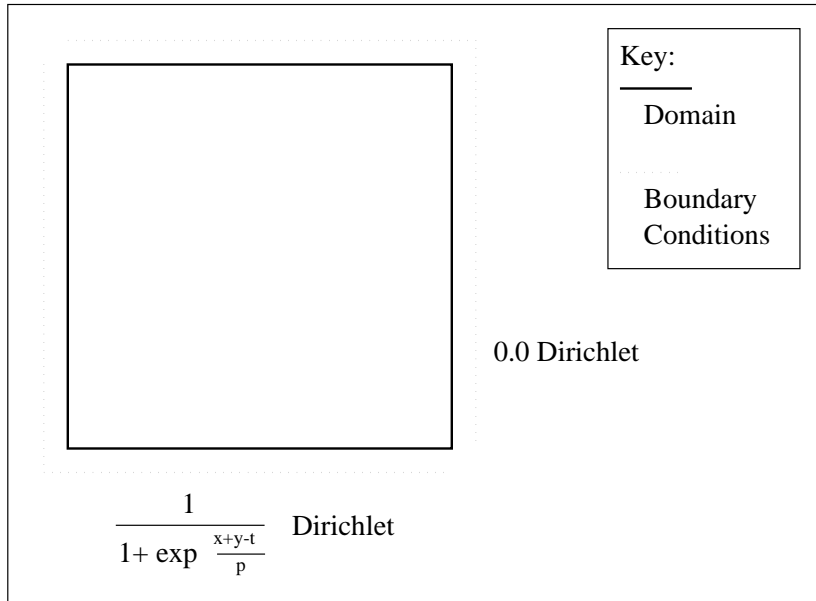 Key:
Domain
Boundary
Conditions
0.0 Dirichlet
1
1+ exp x+y-t
p
Dirichlet